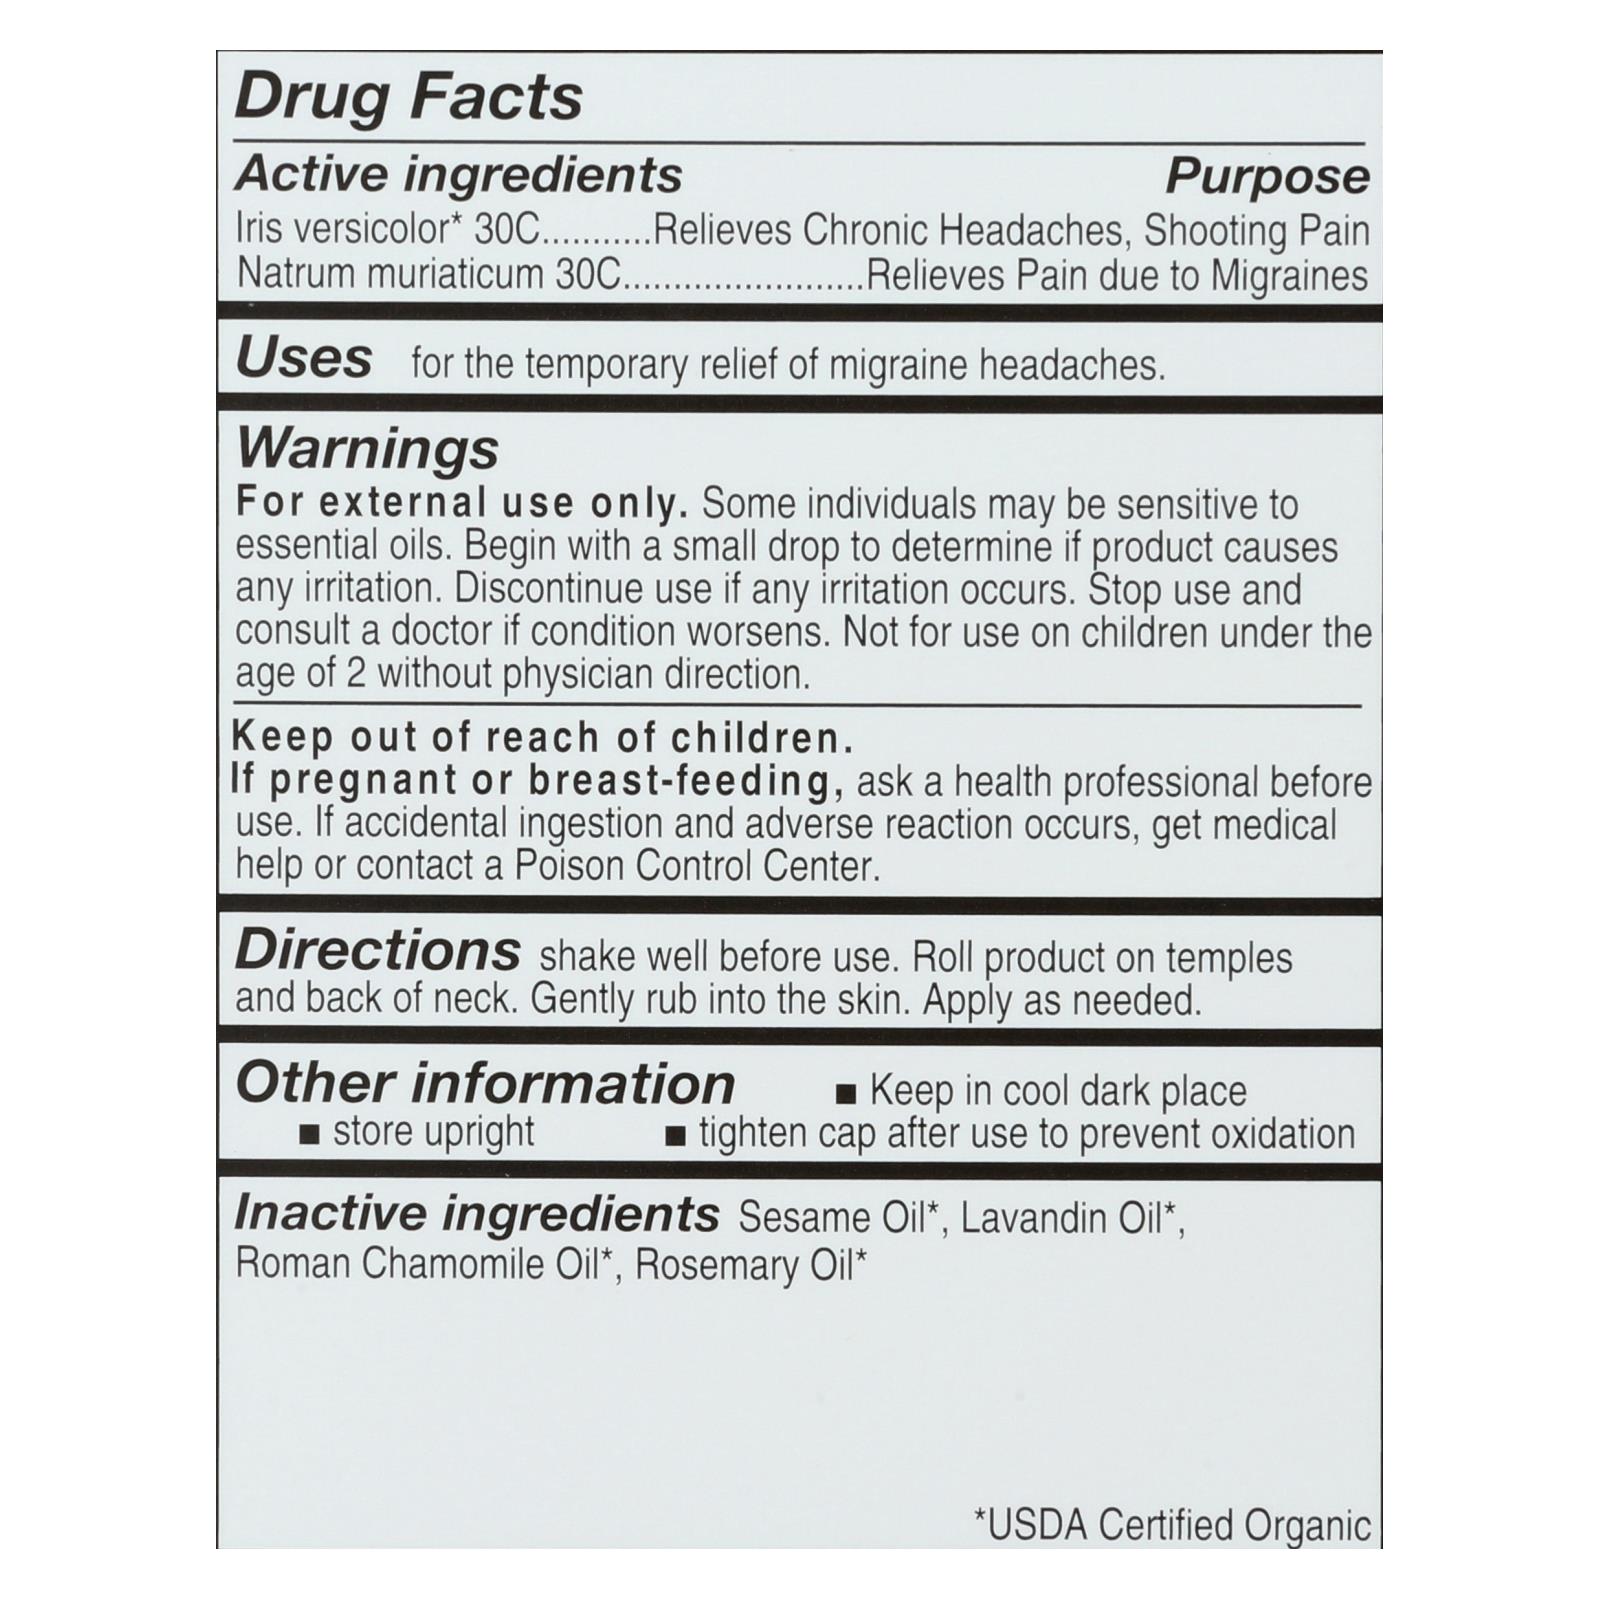 Drug Facts
Active ingredients Purpose
Iris versicolor* 30C...........Relieves Chronic Headaches, Shooting Pain
Natrum muriaticum 30C........................Relieves Pain due to Migraines
Uses for the temporary relief of migraine headaches.
Warnings
For external use only. Some individuals may be sensitive to
essential oils. Begin with a small drop to determine if product causes
any irritation. Discontinue use if any irritation occurs. Stop use and
consult a doctor if condition worsens. Not for use on children under the
age of 2 without physician direction.
Keep out of reach of children.
If pregnant or breast-feeding, ask a health professional before
use. If accidental ingestion and adverse reaction occurs, get medical
help or contact a Poison Control Center.
Directions shake well before use. Roll product on temples
and back of neck. Gently rub into the skin. Apply as needed.
Other information ■ Keep in cool dark place
■ store upright ■ tighten cap after use to prevent oxidation
Inactive ingredients Sesame Oil*, Lavandin Oil*,
Roman Chamomile Oil*, Rosemary Oil*
*USDA Certified Organic